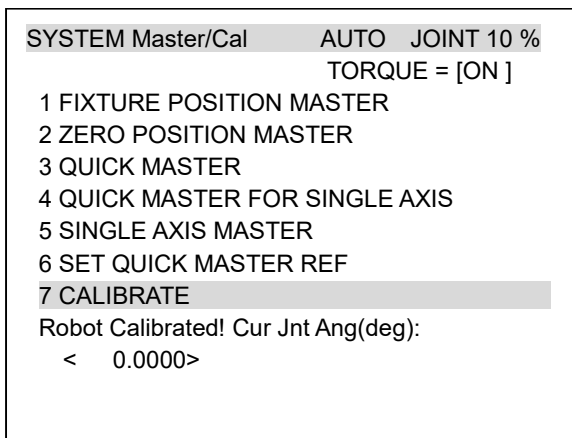 SYSTEM Master/Cal AUTO JOINT 10 %
TORQUE = [ON ]
1 FIXTURE POSITION MASTER
2 ZERO POSITION MASTER
3 QUICK MASTER
4 QUICK MASTER FOR SINGLE AXIS
5 SINGLE AXIS MASTER
6 SET QUICK MASTER REF
7 CALIBRATE
Robot Calibrated! Cur Jnt Ang(deg):
< 0.0000>